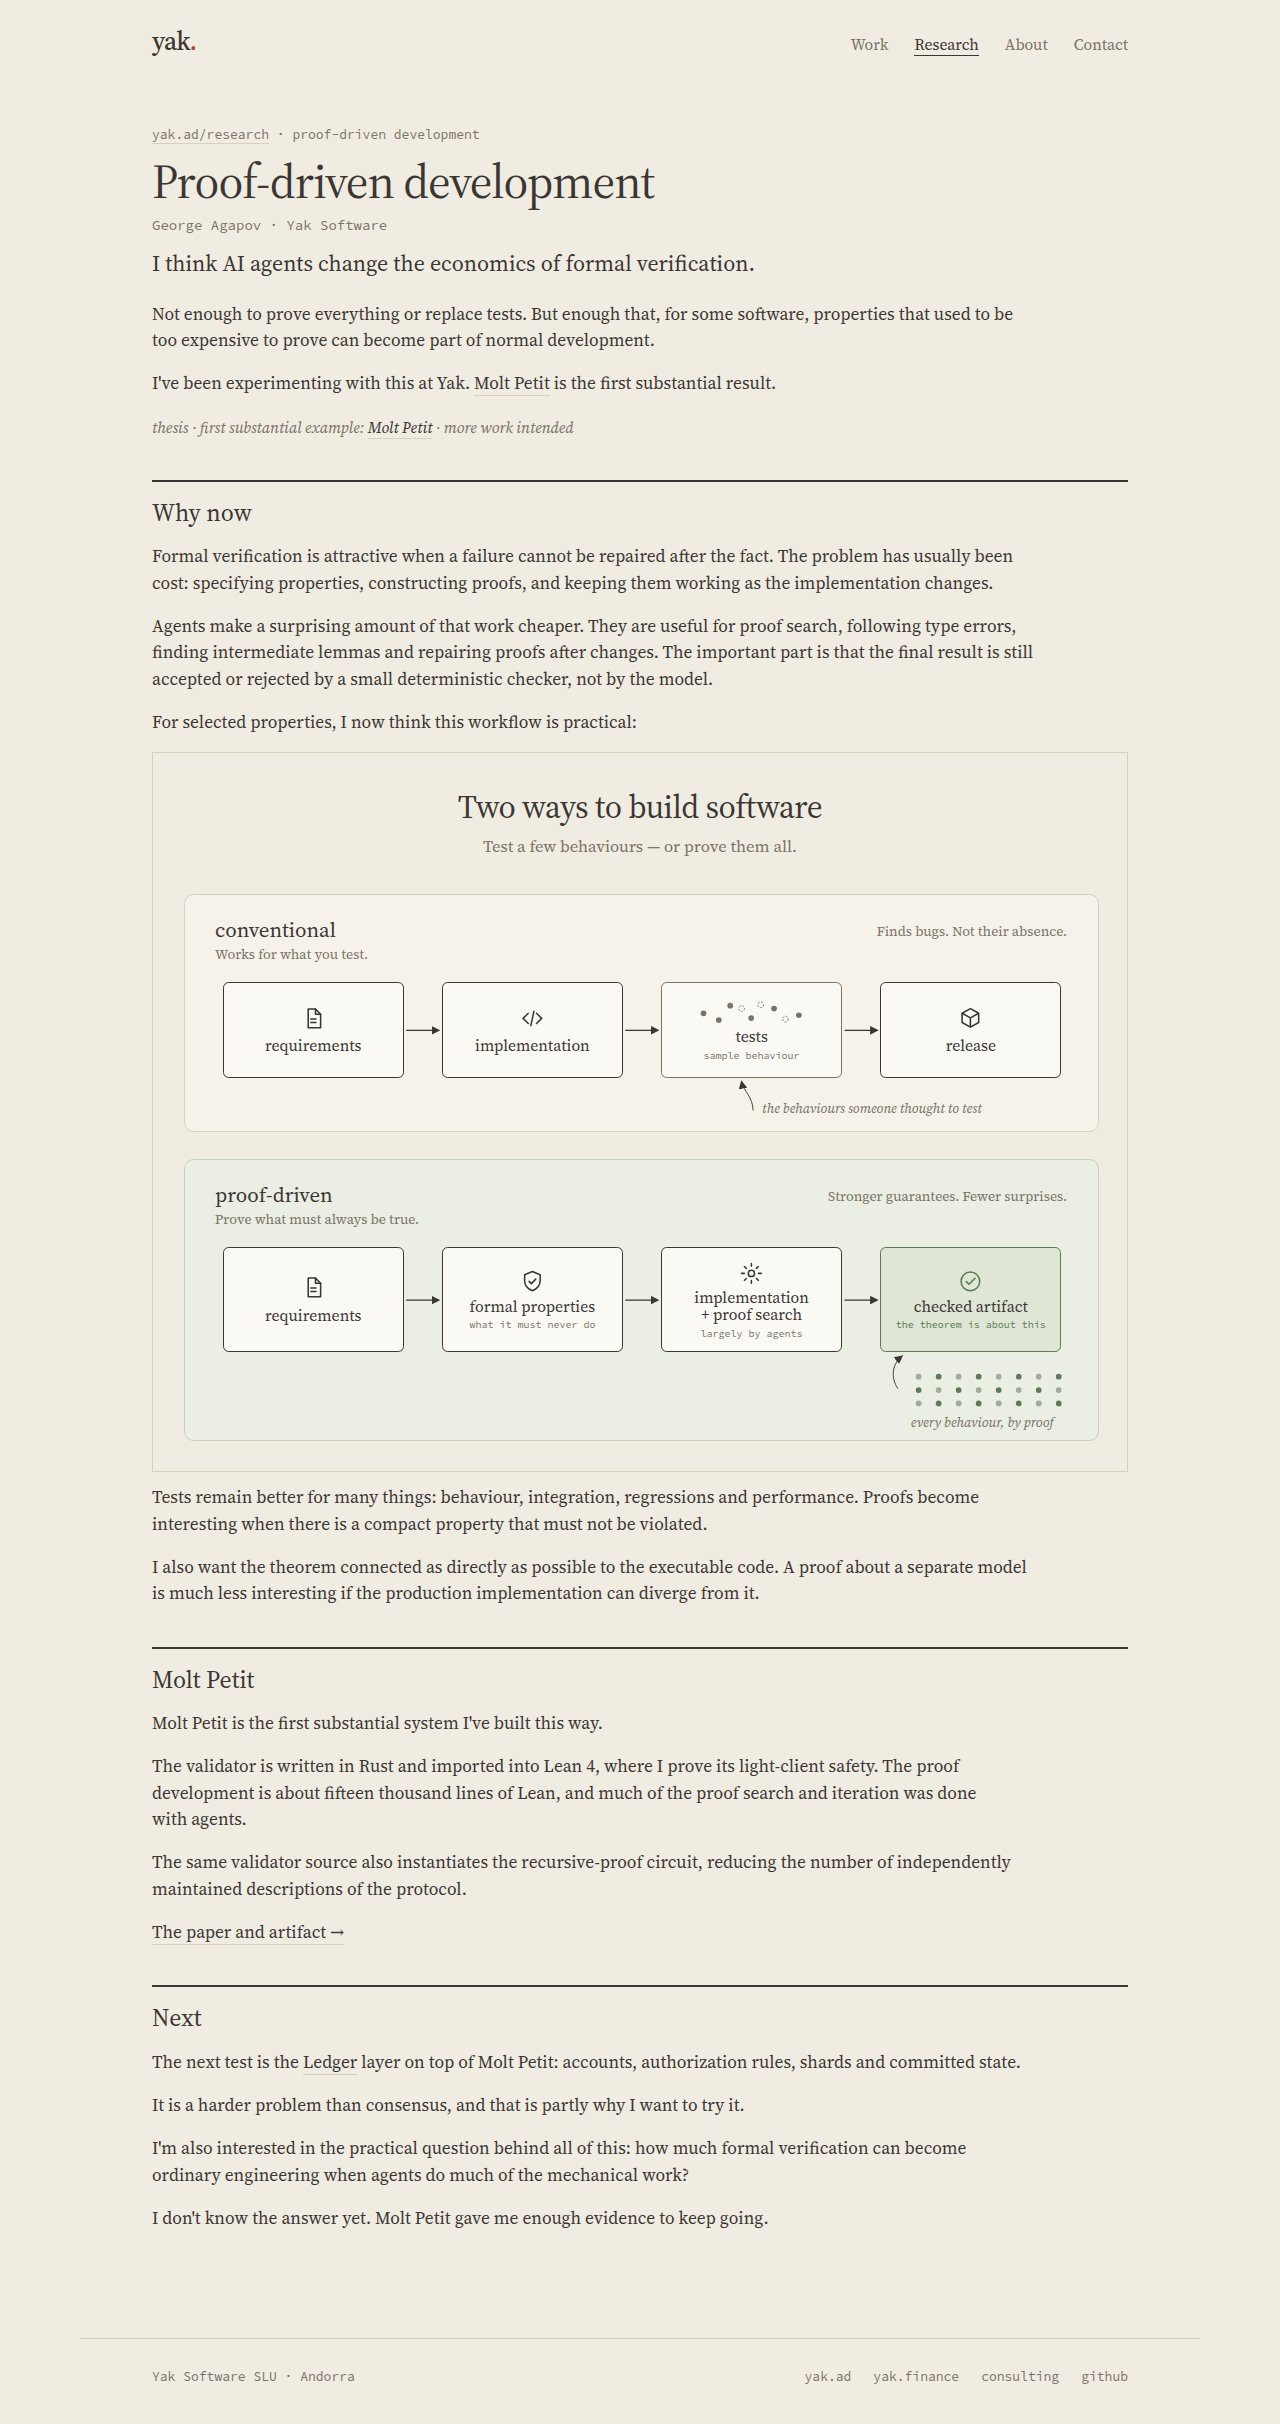 yak.
Work Research About Contact
yak.ad/research · proof-driven development
Proof-driven development
George Agapov · Yak Software
I think AI agents change the economics of formal verification.
Not enough to prove everything or replace tests. But enough that, for some software, properties that used to be
too expensive to prove can become part of normal development.
I've been experimenting with this at Yak. Molt Petit is the first substantial result.
thesis · first substantial example: Molt Petit · more work intended
Why now
Formal verification is attractive when a failure cannot be repaired after the fact. The problem has usually been
cost: specifying properties, constructing proofs, and keeping them working as the implementation changes.
Agents make a surprising amount of that work cheaper. They are useful for proof search, following type errors,
finding intermediate lemmas and repairing proofs after changes. The important part is that the final result is still
accepted or rejected by a small deterministic checker, not by the model.
For selected properties, I now think this workflow is practical:
Two ways to build software
Test a few behaviours — or prove them all.
conventional
Finds bugs. Not their absence.
Works for what you test.
requirements
implementation
tests
sample behaviour
release
the behaviours someone thought to test
proof-driven
Stronger guarantees. Fewer surprises.
Prove what must always be true.
requirements
formal properties
what it must never do
implementation
+ proof search
largely by agents
checked artifact
the theorem is about this
every behaviour, by proof
Tests remain better for many things: behaviour, integration, regressions and performance. Proofs become
interesting when there is a compact property that must not be violated.
I also want the theorem connected as directly as possible to the executable code. A proof about a separate model
is much less interesting if the production implementation can diverge from it.
Molt Petit
Molt Petit is the first substantial system I've built this way.
The validator is written in Rust and imported into Lean 4, where I prove its light-client safety. The proof
development is about fifteen thousand lines of Lean, and much of the proof search and iteration was done
with agents.
The same validator source also instantiates the recursive-proof circuit, reducing the number of independently
maintained descriptions of the protocol.
The paper and artifact →
Next
The next test is the Ledger layer on top of Molt Petit: accounts, authorization rules, shards and committed state.
It is a harder problem than consensus, and that is partly why I want to try it.
I'm also interested in the practical question behind all of this: how much formal verification can become
ordinary engineering when agents do much of the mechanical work?
I don't know the answer yet. Molt Petit gave me enough evidence to keep going.
Yak Software SLU · Andorra
yak.ad yak.finance consulting github